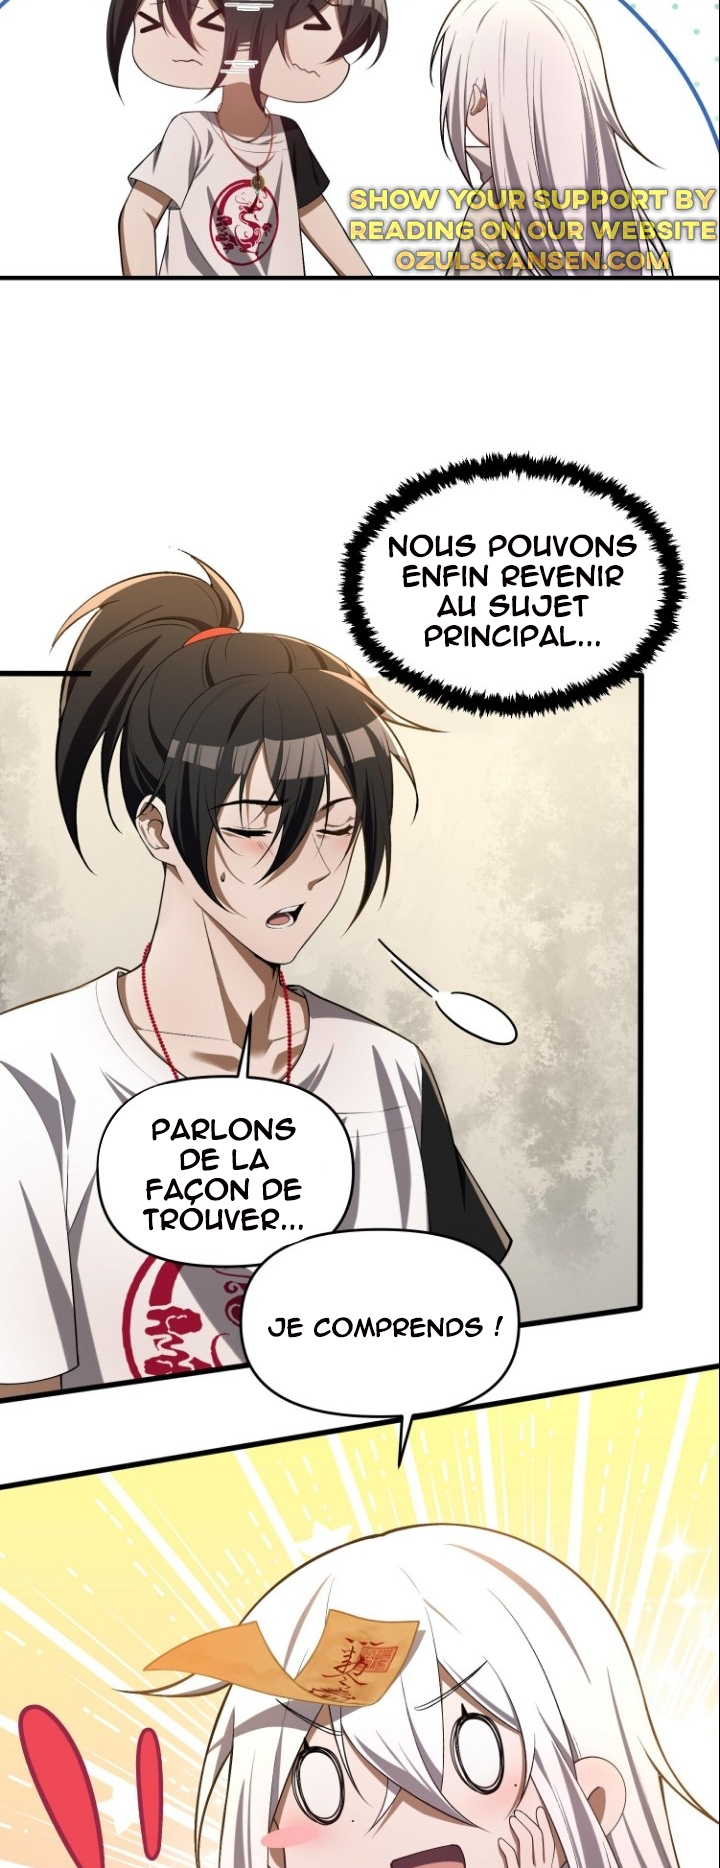 SHOW YOUR SUPPORT BY
READING ON OUR WEBSITE
OZULSCANSEN.COM
NOUS POUVONS
ENFIN REVENIR
AU SUJET
PRINCIPAL...
PARLONS
DE LA
FAÇON DE
TROUVER...
JE COMPRENDS !